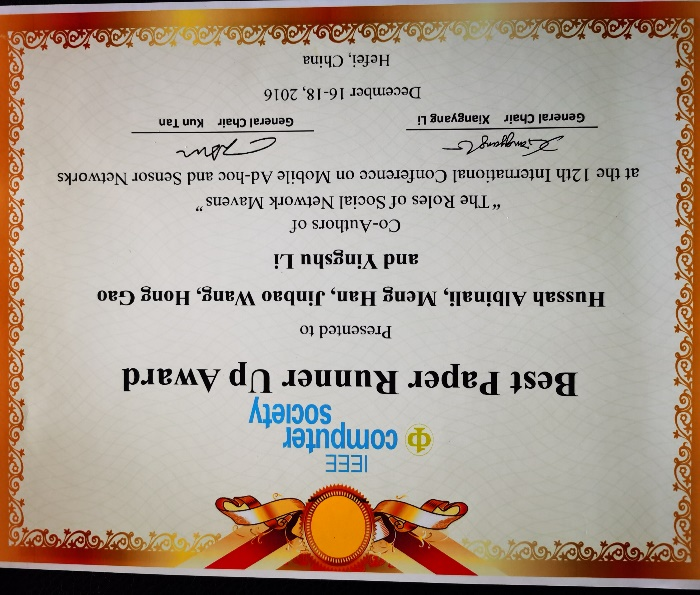 IEEE
computer
society
Best Paper Runner Up Award
Presented to
Hussah Albinali, Meng Han, Jinbao Wang, Hong Gao
and Yingshu Li
Co-Authors of
“The Roles of Social Network Mavens”
at the 12th International Conference on Mobile Ad-hoc and Sensor Networks
General Chair Xiangyang Li
General Chair Kun Tan
December 16-18, 2016
Hefei, China